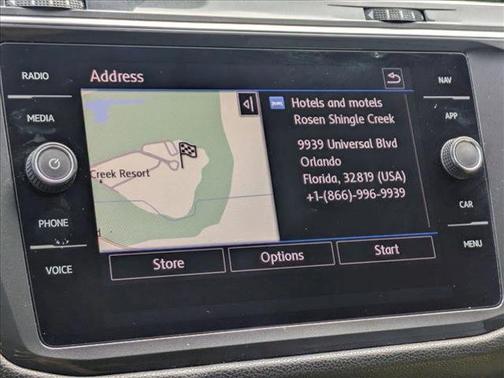 RADIO
MEDIA
PHONE
VOICE
Address
Creek Resort
Hotels and motels
Rosen Shingle Creek
9939 Universal Blvd
Orlando
Florida, 32819 (USA)
+1-(866)-996-9939
Store
Options
Start
NAV
APP
CAR
MENU